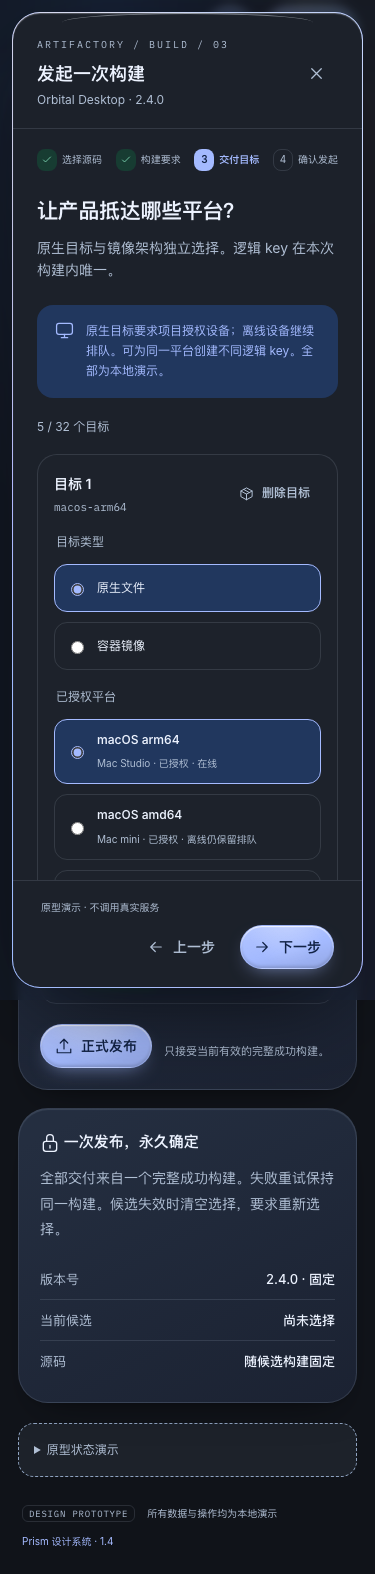 ARTIFACTORY / BUILD / 03
发起一次构建
Orbital Desktop · 2.4.0
选择源码
构建要求
3 交付目标
4 确认发起
让产品抵达哪些平台?
原生目标与镜像架构独立选择。逻辑 key 在本次
构建内唯一。
原生目标要求项目授权设备；离线设备继续
排队。可为同一平台创建不同逻辑 key。全
部为本地演示。
5 / 32 个目标
目标 1
macos-arm64
删除目标
目标类型
原生文件
容器镜像
已授权平台
macOS arm64
Mac Studio · 已授权 · 在线
macOS amd64
Mac mini · 已授权 · 离线仍保留排队
原型演示 · 不调用真实服务
上一步
下一步
正式发布
只接受当前有效的完整成功构建。
一次发布，永久确定
全部交付来自一个完整成功构建。失败重试保持
同一构建。候选失效时清空选择，要求重新选
择。
版本号
2.4.0 · 固定
当前候选
尚未选择
源码
随候选构建固定
原型状态演示
DESIGN PROTOTYPE
所有数据与操作均为本地演示
Prism 设计系统 · 1.4